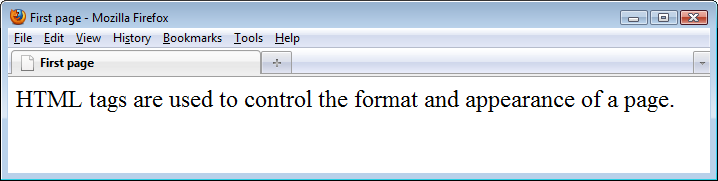 First page - Mozilla Firefox
File Edit View History Bookmarks Tools Help
First page
HTML tags are used to control the format and appearance of a page.